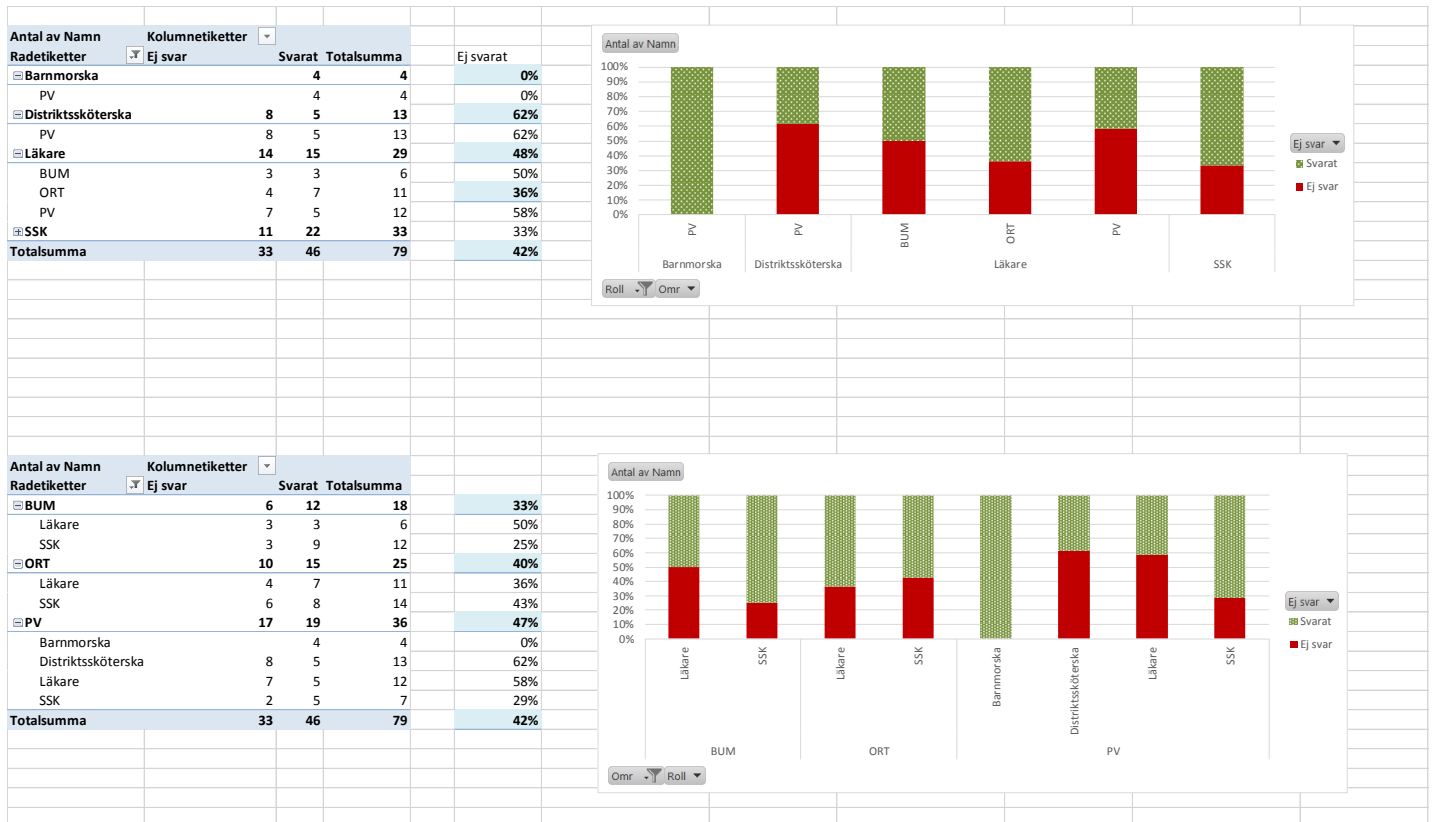 Antal av Namn Kolumnetiketter
Radetiketter Ej svar Svarat Totalsumma Ej svarat
Barnmorska 4 4 0%
PV 4 4 0%
Distriktssköterska 8 5 13 62%
PV 8 5 13 62%
Läkare 14 15 29 48%
BUM 3 3 6 50%
ORT 4 7 11 36%
PV 7 5 12 58%
SSK 11 22 33 33%
Totalsumma 33 46 79 42%
Antal av Namn
100%
90%
80%
70%
60%
50%
40%
30%
20%
10%
0%
PV PV BUM ORT PV
Barnmorska Distriktssköterska Läkare SSK
Ej svar
Svarat
Ej svar
Roll Omr
Antal av Namn Kolumnetiketter
Radetiketter Ej svar Svarat Totalsumma
BUM 6 12 18 33%
Läkare 3 3 6 50%
SSK 3 9 12 25%
ORT 10 15 25 40%
Läkare 4 7 11 36%
SSK 6 8 14 43%
PV 17 19 36 47%
Barnmorska 4 4 0%
Distriktssköterska 8 5 13 62%
Läkare 7 5 12 58%
SSK 2 5 7 29%
Totalsumma 33 46 79 42%
Antal av Namn
100%
90%
80%
70%
60%
50%
40%
30%
20%
10%
0%
Läkare SSK Läkare SSK Barnmorska Distriktssköterska Läkare SSK
BUM ORT PV
Ej svar
Svarat
Ej svar
Omr Roll